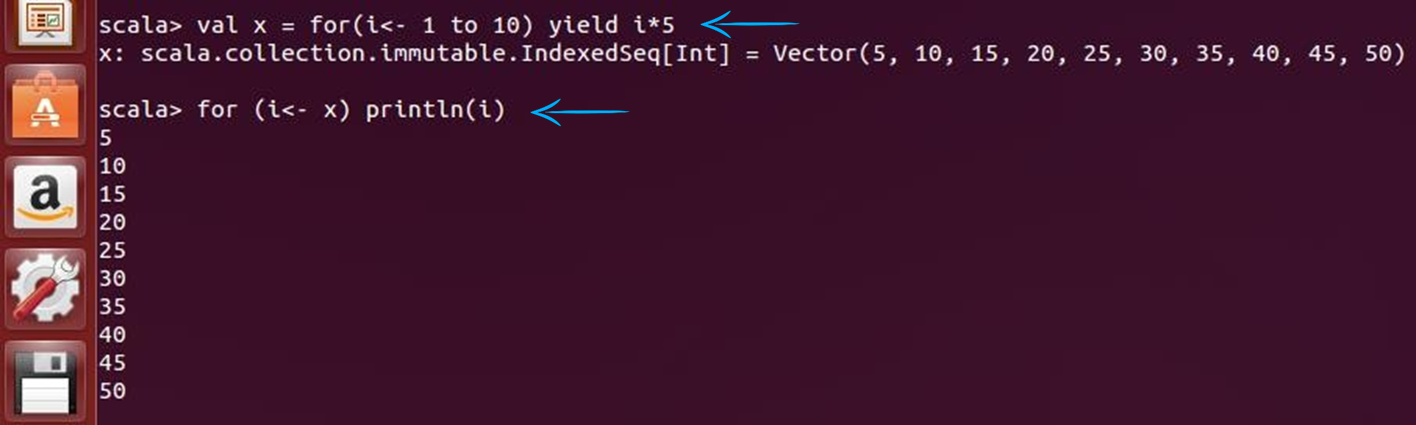 scala> val x = for(i<- 1 to 10) yield i*5
x: scala.collection.immutable.IndexedSeq[Int] = Vector(5, 10, 15, 20, 25, 30, 35, 40, 45, 50)
scala> for (i<- x) println(i)
5
10
15
20
25
30
35
40
45
50
A
a